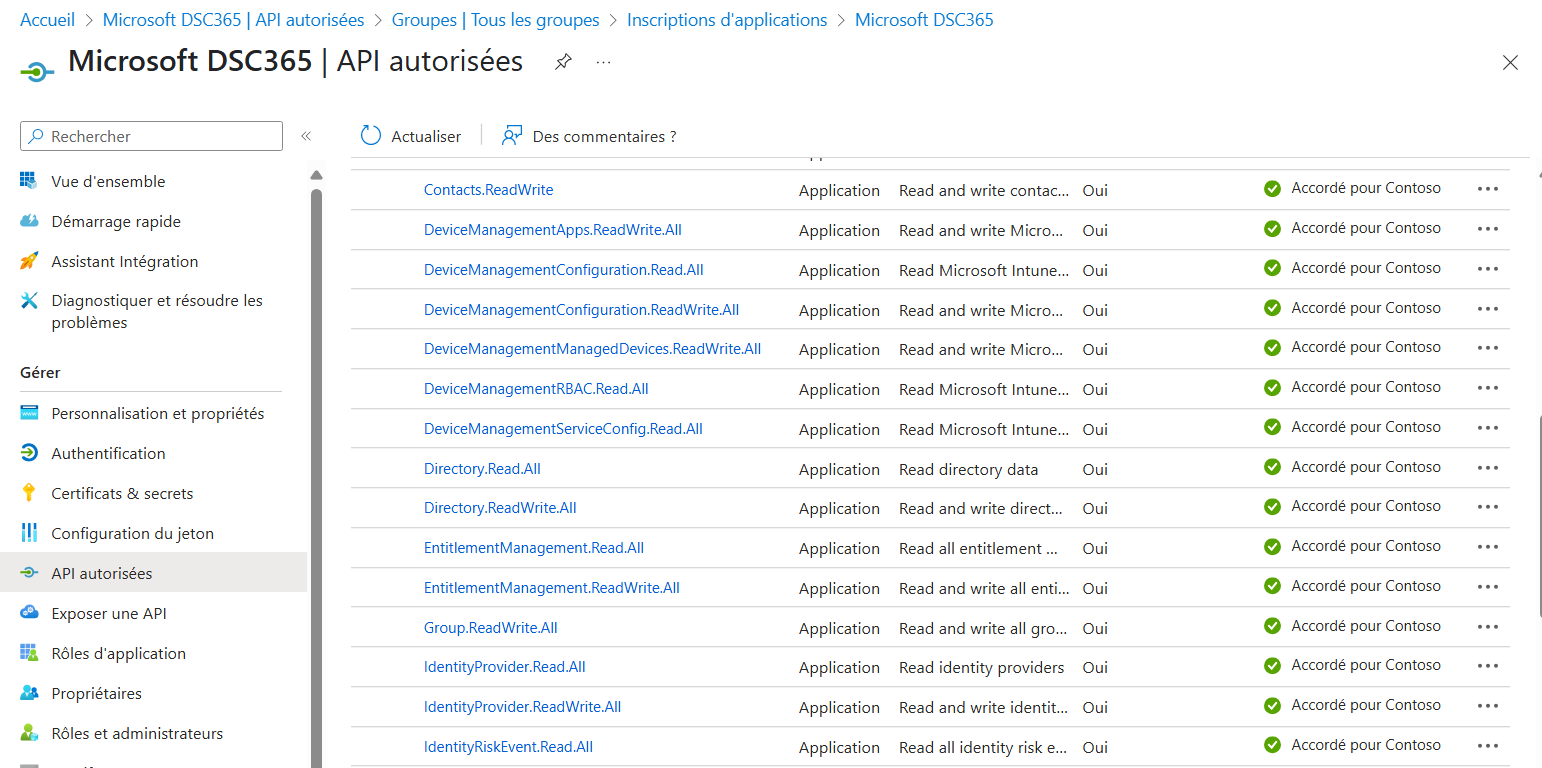 Accueil > Microsoft DSC365 | API autorisées > Groupes | Tous les groupes > Inscriptions d'applications > Microsoft DSC365
Microsoft DSC365 | API autorisées
Rechercher
Actualiser
Des commentaires ?
Vue d'ensemble
Démarrage rapide
Assistant Intégration
Diagnostiquer et résoudre les
problèmes
Gérer
Personnalisation et propriétés
Authentification
Certificats & secrets
Configuration du jeton
API autorisées
Exposer une API
Rôles d'application
Propriétaires
Rôles et administrateurs
Contacts.ReadWrite Application Read and write contac... Oui Accordé pour Contoso
DeviceManagementApps.ReadWrite.All Application Read and write Micro... Oui Accordé pour Contoso
DeviceManagementConfiguration.Read.All Application Read Microsoft Intune... Oui Accordé pour Contoso
DeviceManagementConfiguration.ReadWrite.All Application Read and write Micro... Oui Accordé pour Contoso
DeviceManagementManagedDevices.ReadWrite.All Application Read and write Micro... Oui Accordé pour Contoso
DeviceManagementRBAC.Read.All Application Read Microsoft Intune... Oui Accordé pour Contoso
DeviceManagementServiceConfig.Read.All Application Read Microsoft Intune... Oui Accordé pour Contoso
Directory.Read.All Application Read directory data Oui Accordé pour Contoso
Directory.ReadWrite.All Application Read and write direct... Oui Accordé pour Contoso
EntitlementManagement.Read.All Application Read all entitlement ... Oui Accordé pour Contoso
EntitlementManagement.ReadWrite.All Application Read and write all enti... Oui Accordé pour Contoso
Group.ReadWrite.All Application Read and write all gro... Oui Accordé pour Contoso
IdentityProvider.Read.All Application Read identity providers Oui Accordé pour Contoso
IdentityProvider.ReadWrite.All Application Read and write identit... Oui Accordé pour Contoso
IdentityRiskEvent.Read.All Application Read all identity risk e... Oui Accordé pour Contoso